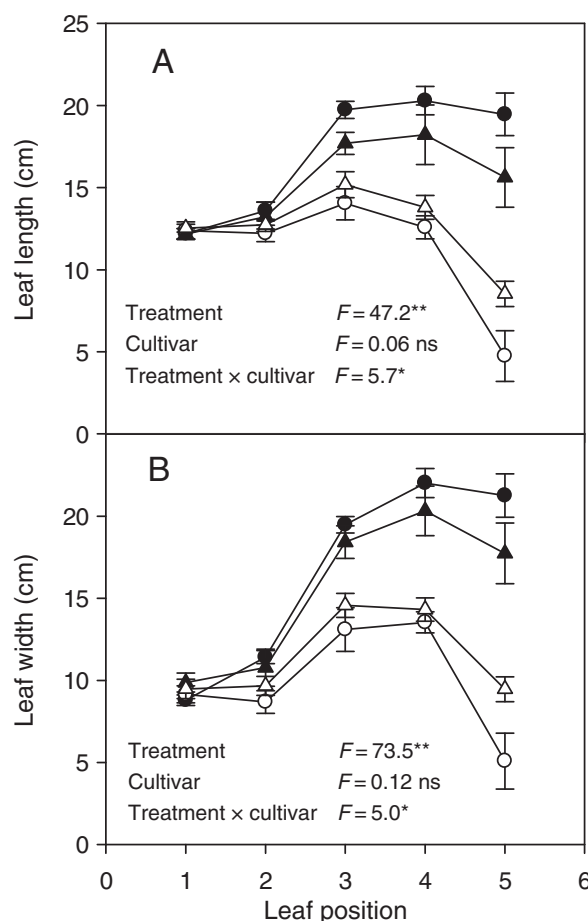 25
20
15
10
5
0
Leaf length (cm)
A
Treatment F = 47.2**
Cultivar F = 0.06 ns
Treatment × cultivar F = 5.7*
20
15
10
5
0
Leaf width (cm)
B
Treatment F = 73.5**
Cultivar F = 0.12 ns
Treatment × cultivar F = 5.0*
0 1 2 3 4 5 6
Leaf position